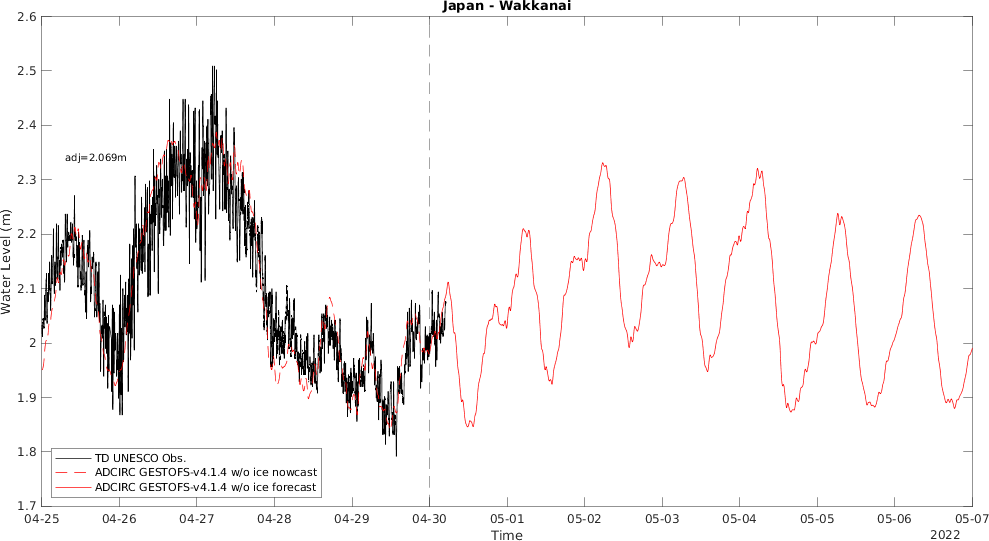 Japan - Wakkanai
2.6
2.5
2.4
2.3
2.2
2.1
2
1.9
1.8
1.7
Water Level (m)
adj=2.069m
TD UNESCO Obs.
ADCIRC GESTOFS-v4.1.4 w/o ice nowcast
ADCIRC GESTOFS-v4.1.4 w/o ice forecast
04-25 04-26 04-27 04-28 04-29 04-30 05-01 05-02 05-03 05-04 05-05 05-06 05-07
Time
2022